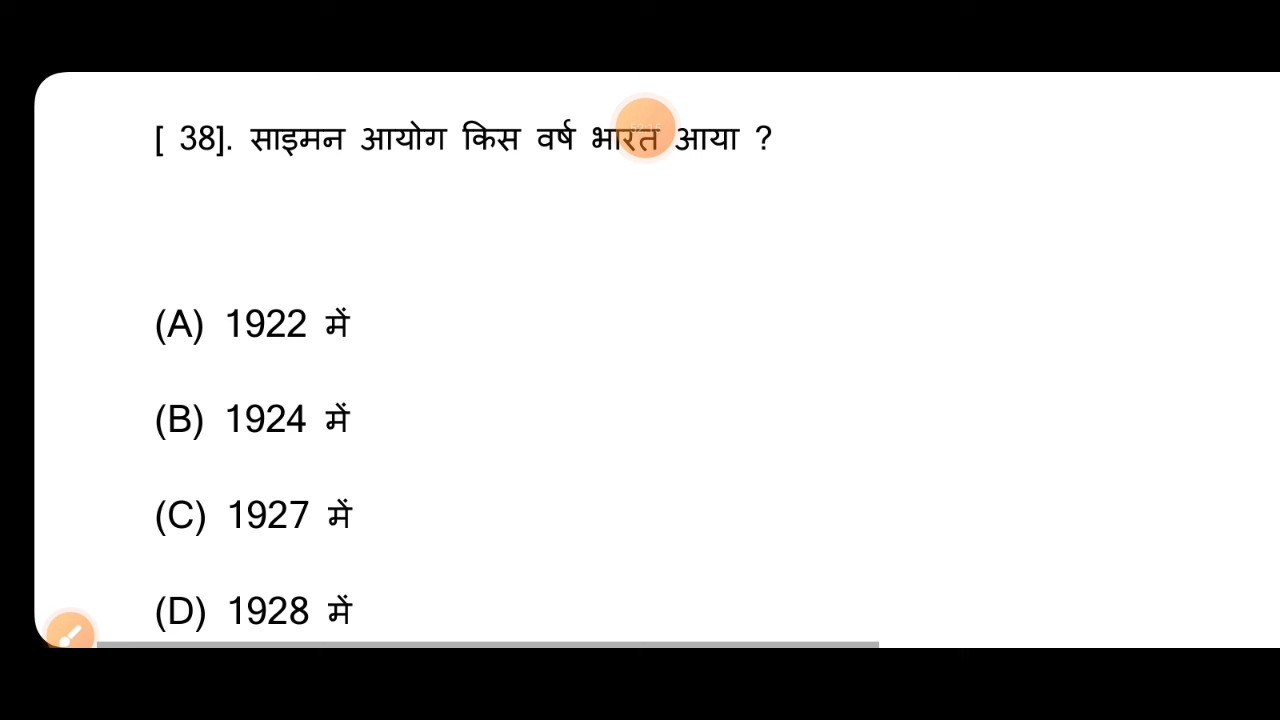 [ 38]. साइमन आयोग किस वर्ष भारत आया ?
(A) 1922 में
(B) 1924 में
(C) 1927 में
(D) 1928 में